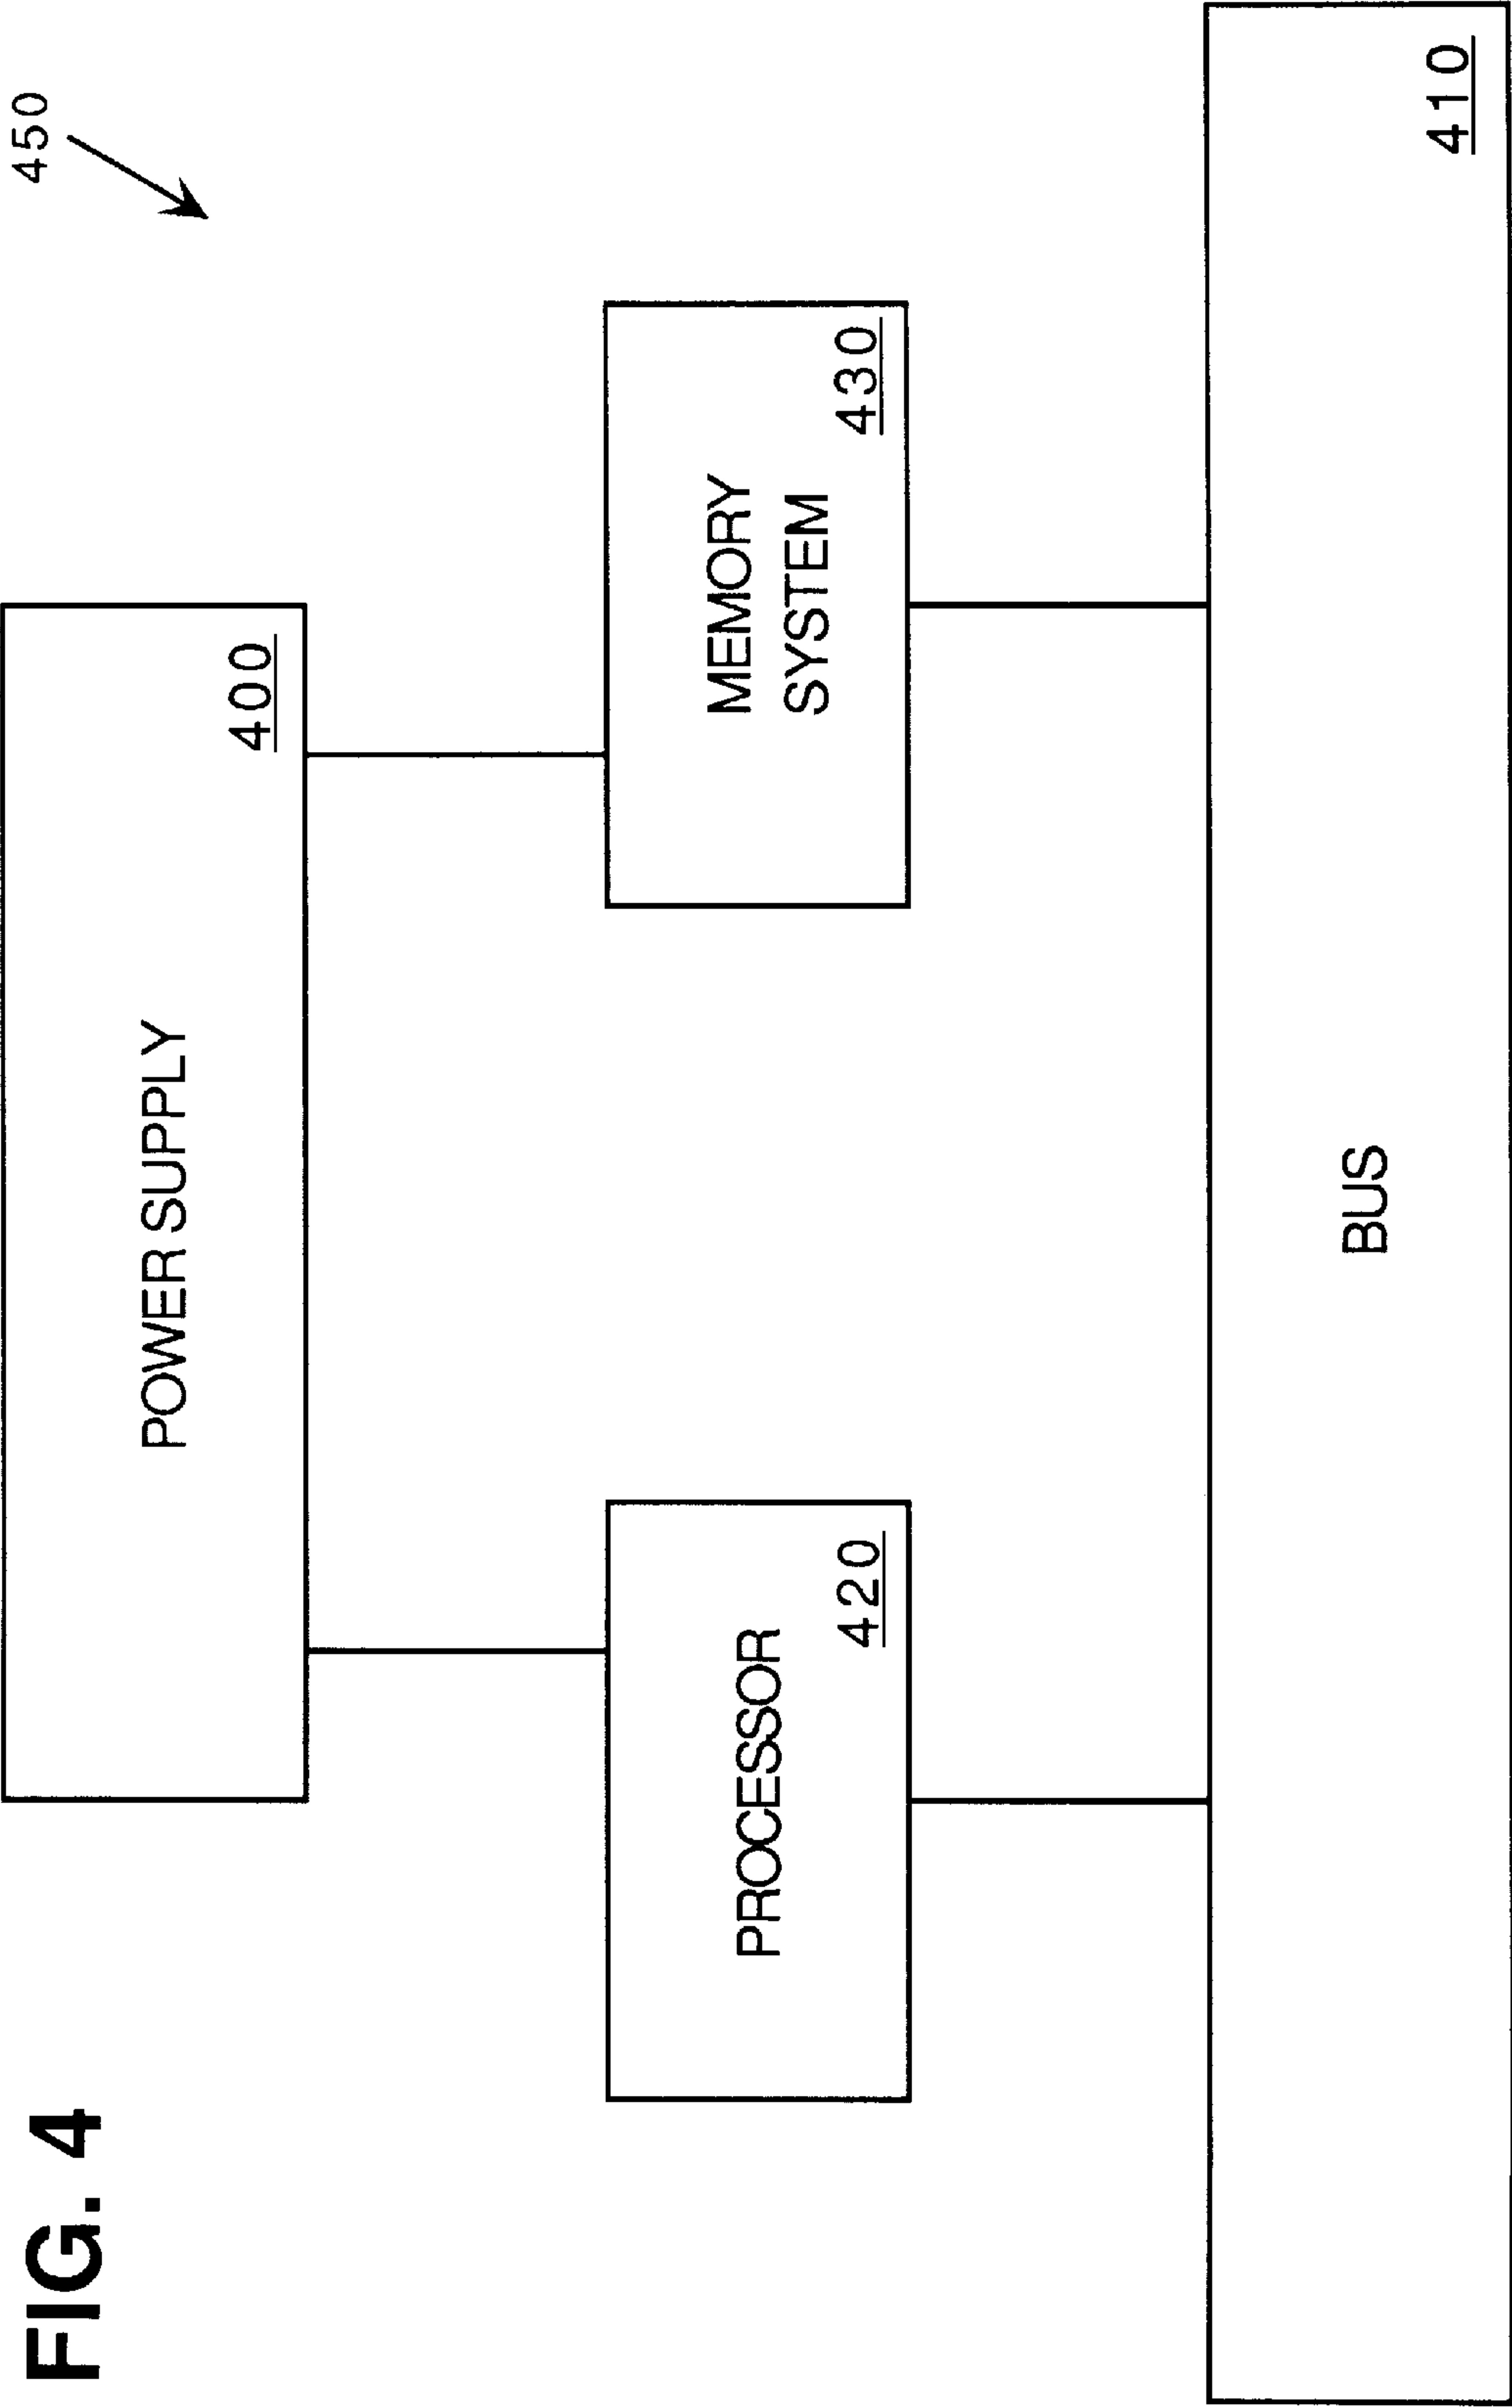 FIG. 4
450
POWER SUPPLY
400
PROCESSOR
420
MEMORY
SYSTEM
430
BUS
410